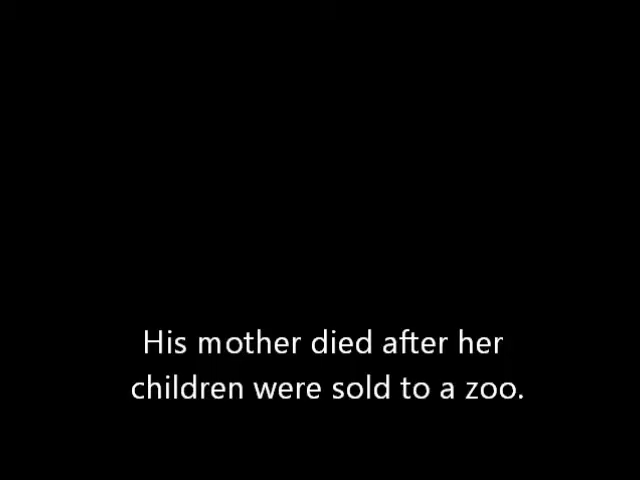 His mother died after her
children were sold to a zoo.